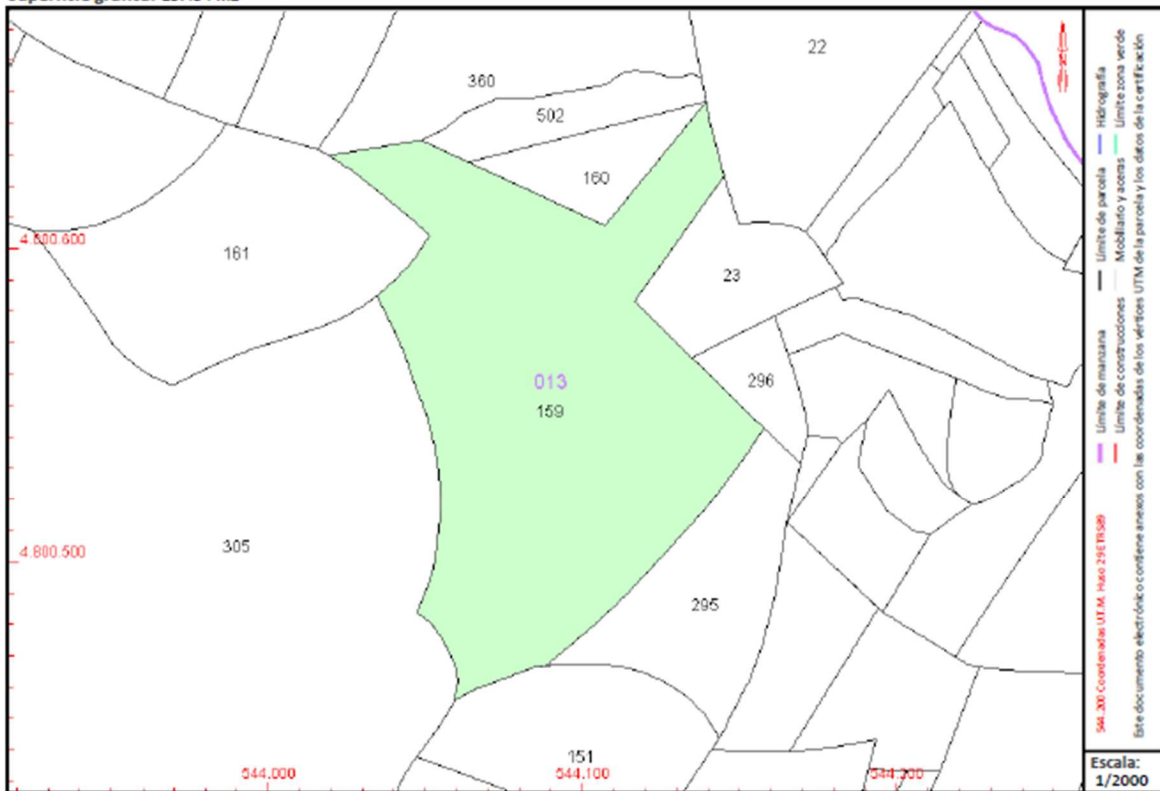 22
360
502
160
4.800.600
161
23
013
159
296
4.800.500
305
295
151
544.000
544.100
544.200
Límite de manzana
Límite de parcela
Hidrografía
Límite de construcciones
Mobiliario y aceras
Límite zona verde
544.200 Coordenadas U.T.M. Huso 29 ETRS89
Este documento electrónico contiene anexos con las coordenadas de los vértices UTM de la parcela y los datos de la certificación
Escala:
1/2000